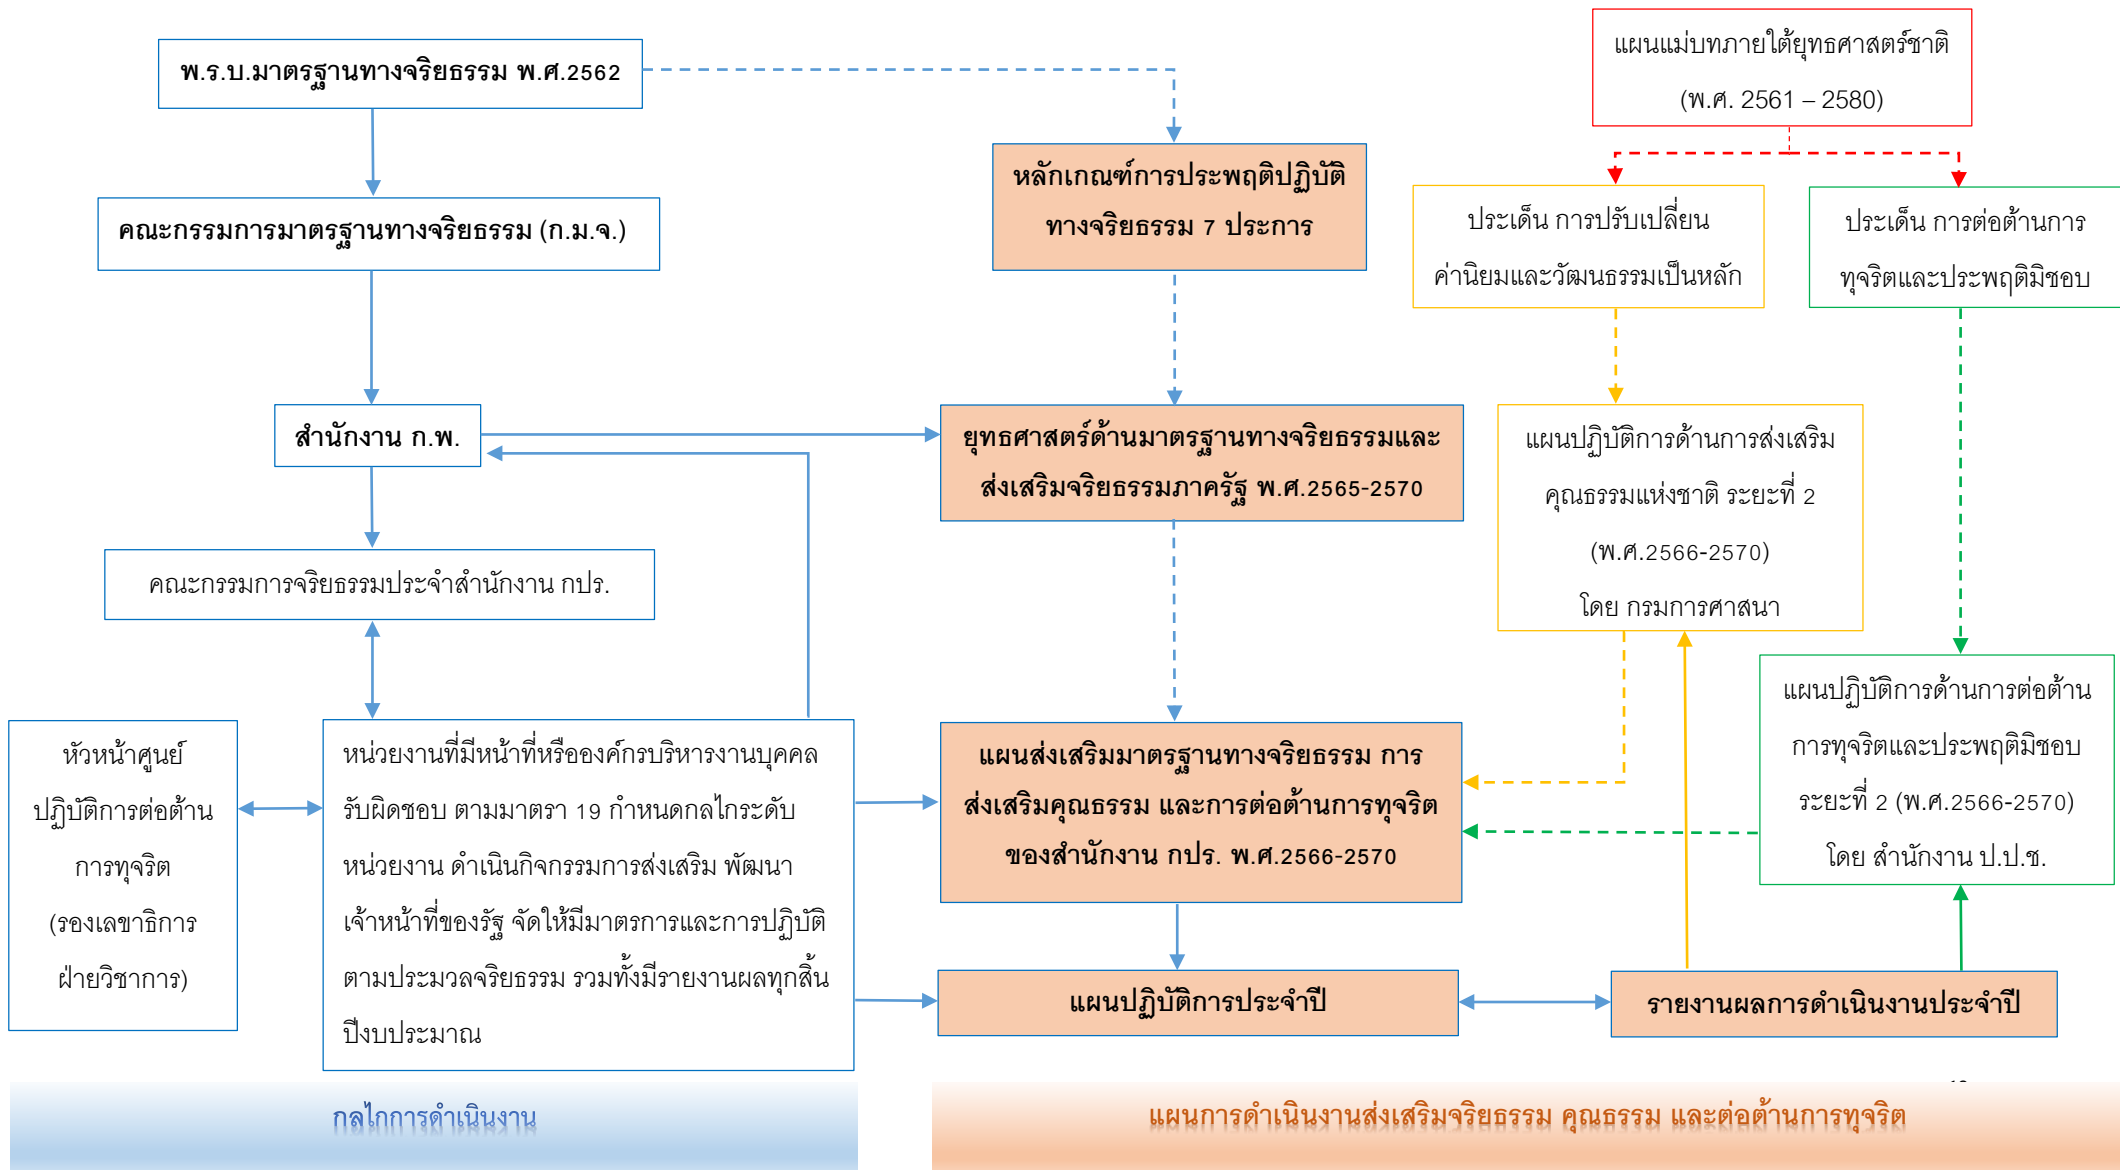 พ.ร.บ.มาตรฐานทางจริยธรรม พ.ศ.2562
คณะกรรมการมาตรฐานทางจริยธรรม (ก.ม.จ.)
สำนักงาน ก.พ.
คณะกรรมการจริยธรรมประจำสำนักงาน กปร.
หัวหน้าศูนย์
ปฏิบัติการต่อต้าน
การทุจริต
(รองเลขาธิการ
ฝ่ายวิชาการ)
หน่วยงานที่มีหน้าที่หรือองค์กรบริหารงานบุคคล
รับผิดชอบ ตามมาตรา 19 กำหนดกลไกระดับ
หน่วยงาน ดำเนินกิจกรรมการส่งเสริม พัฒนา
เจ้าหน้าที่ของรัฐ จัดให้มีมาตรการและการปฏิบัติ
ตามประมวลจริยธรรม รวมทั้งมีรายงานผลทุกสิ้น
ปีงบประมาณ
กลไกการดำเนินงาน
หลักเกณฑ์การประพฤติปฏิบัติ
ทางจริยธรรม 7 ประการ
ยุทธศาสตร์ด้านมาตรฐานทางจริยธรรมและ
ส่งเสริมจริยธรรมภาครัฐ พ.ศ.2565-2570
แผนส่งเสริมมาตรฐานทางจริยธรรม การ
ส่งเสริมคุณธรรม และการต่อต้านการทุจริต
ของสำนักงาน กปร. พ.ศ.2566-2570
แผนปฏิบัติการประจำปี
แผนแม่บทภายใต้ยุทธศาสตร์ชาติ
(พ.ศ. 2561 – 2580)
ประเด็น การปรับเปลี่ยน
ค่านิยมและวัฒนธรรมเป็นหลัก
ประเด็น การต่อต้านการ
ทุจริตและประพฤติมิชอบ
แผนปฏิบัติการด้านการส่งเสริม
คุณธรรมแห่งชาติ ระยะที่ 2
(พ.ศ.2566-2570)
โดย กรมการศาสนา
แผนปฏิบัติการด้านการต่อต้าน
การทุจริตและประพฤติมิชอบ
ระยะที่ 2 (พ.ศ.2566-2570)
โดย สำนักงาน ป.ป.ช.
รายงานผลการดำเนินงานประจำปี
แผนการดำเนินงานส่งเสริมจริยธรรม คุณธรรม และต่อต้านการทุจริต